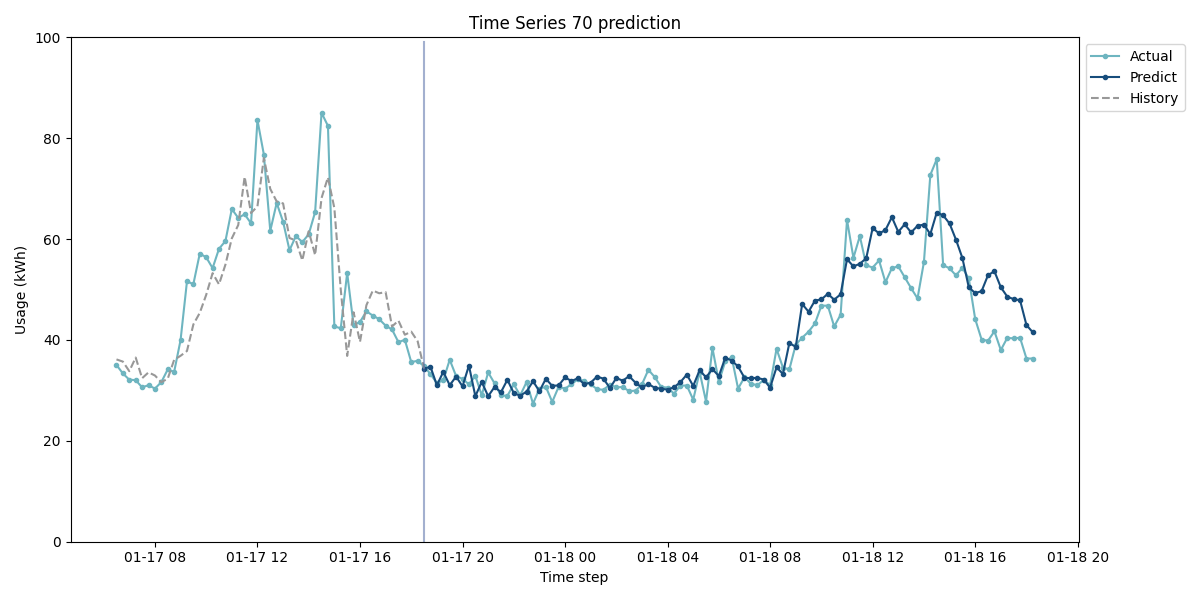 Time Series 70 prediction
100
80
60
40
20
0
Usage (kWh)
01-17 08
01-17 12
01-17 16
01-17 20
01-18 00
01-18 04
01-18 08
01-18 12
01-18 16
01-18 20
Time step
Actual
Predict
History